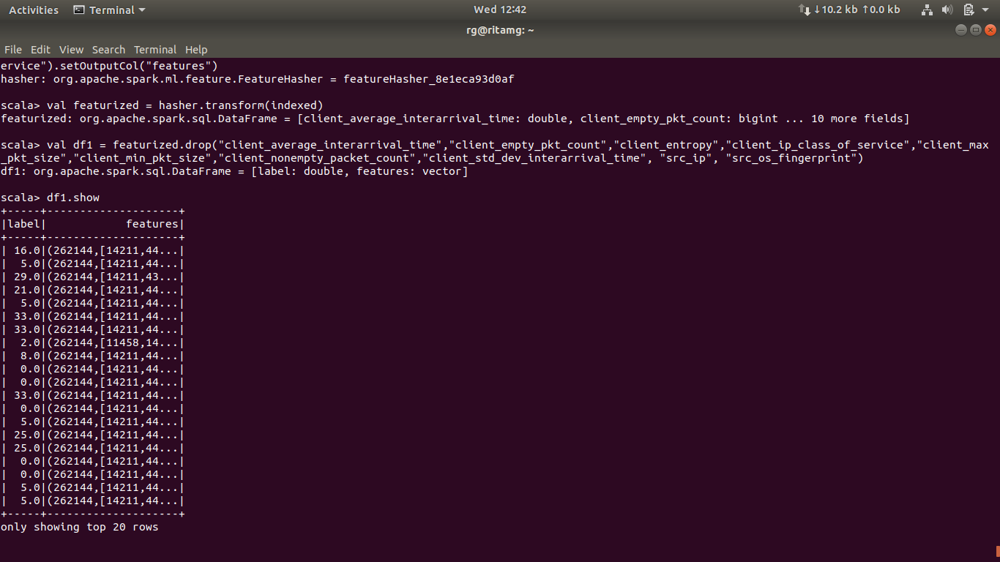 Activities Terminal Wed 12:42 ↓10.2 kb ↑0.0 kb
rg@ritamg: ~
File Edit View Search Terminal Help
ervice").setOutputCol("features")
hasher: org.apache.spark.ml.feature.FeatureHasher = featureHasher_8e1eca93d0af
scala> val featurized = hasher.transform(indexed)
featurized: org.apache.spark.sql.DataFrame = [client_average_interarrival_time: double, client_empty_pkt_count: bigint ... 10 more fields]
scala> val df1 = featurized.drop("client_average_interarrival_time","client_empty_pkt_count","client_entropy","client_ip_class_of_service","client_max
_pkt_size","client_min_pkt_size","client_nonempty_packet_count","client_std_dev_interarrival_time", "src_ip", "src_os_fingerprint")
df1: org.apache.spark.sql.DataFrame = [label: double, features: vector]
scala> df1.show
+-----+--------------------+
|label|            features|
+-----+--------------------+
| 16.0|(262144,[14211,44...|
|  5.0|(262144,[14211,44...|
| 29.0|(262144,[14211,43...|
| 21.0|(262144,[14211,44...|
|  5.0|(262144,[14211,44...|
| 33.0|(262144,[14211,44...|
| 33.0|(262144,[14211,44...|
|  2.0|(262144,[11458,14...|
|  8.0|(262144,[14211,44...|
|  0.0|(262144,[14211,44...|
|  0.0|(262144,[14211,44...|
| 33.0|(262144,[14211,44...|
|  0.0|(262144,[14211,44...|
|  5.0|(262144,[14211,44...|
| 25.0|(262144,[14211,44...|
| 25.0|(262144,[14211,44...|
|  0.0|(262144,[14211,44...|
|  0.0|(262144,[14211,44...|
|  5.0|(262144,[14211,44...|
|  5.0|(262144,[14211,44...|
+-----+--------------------+
only showing top 20 rows